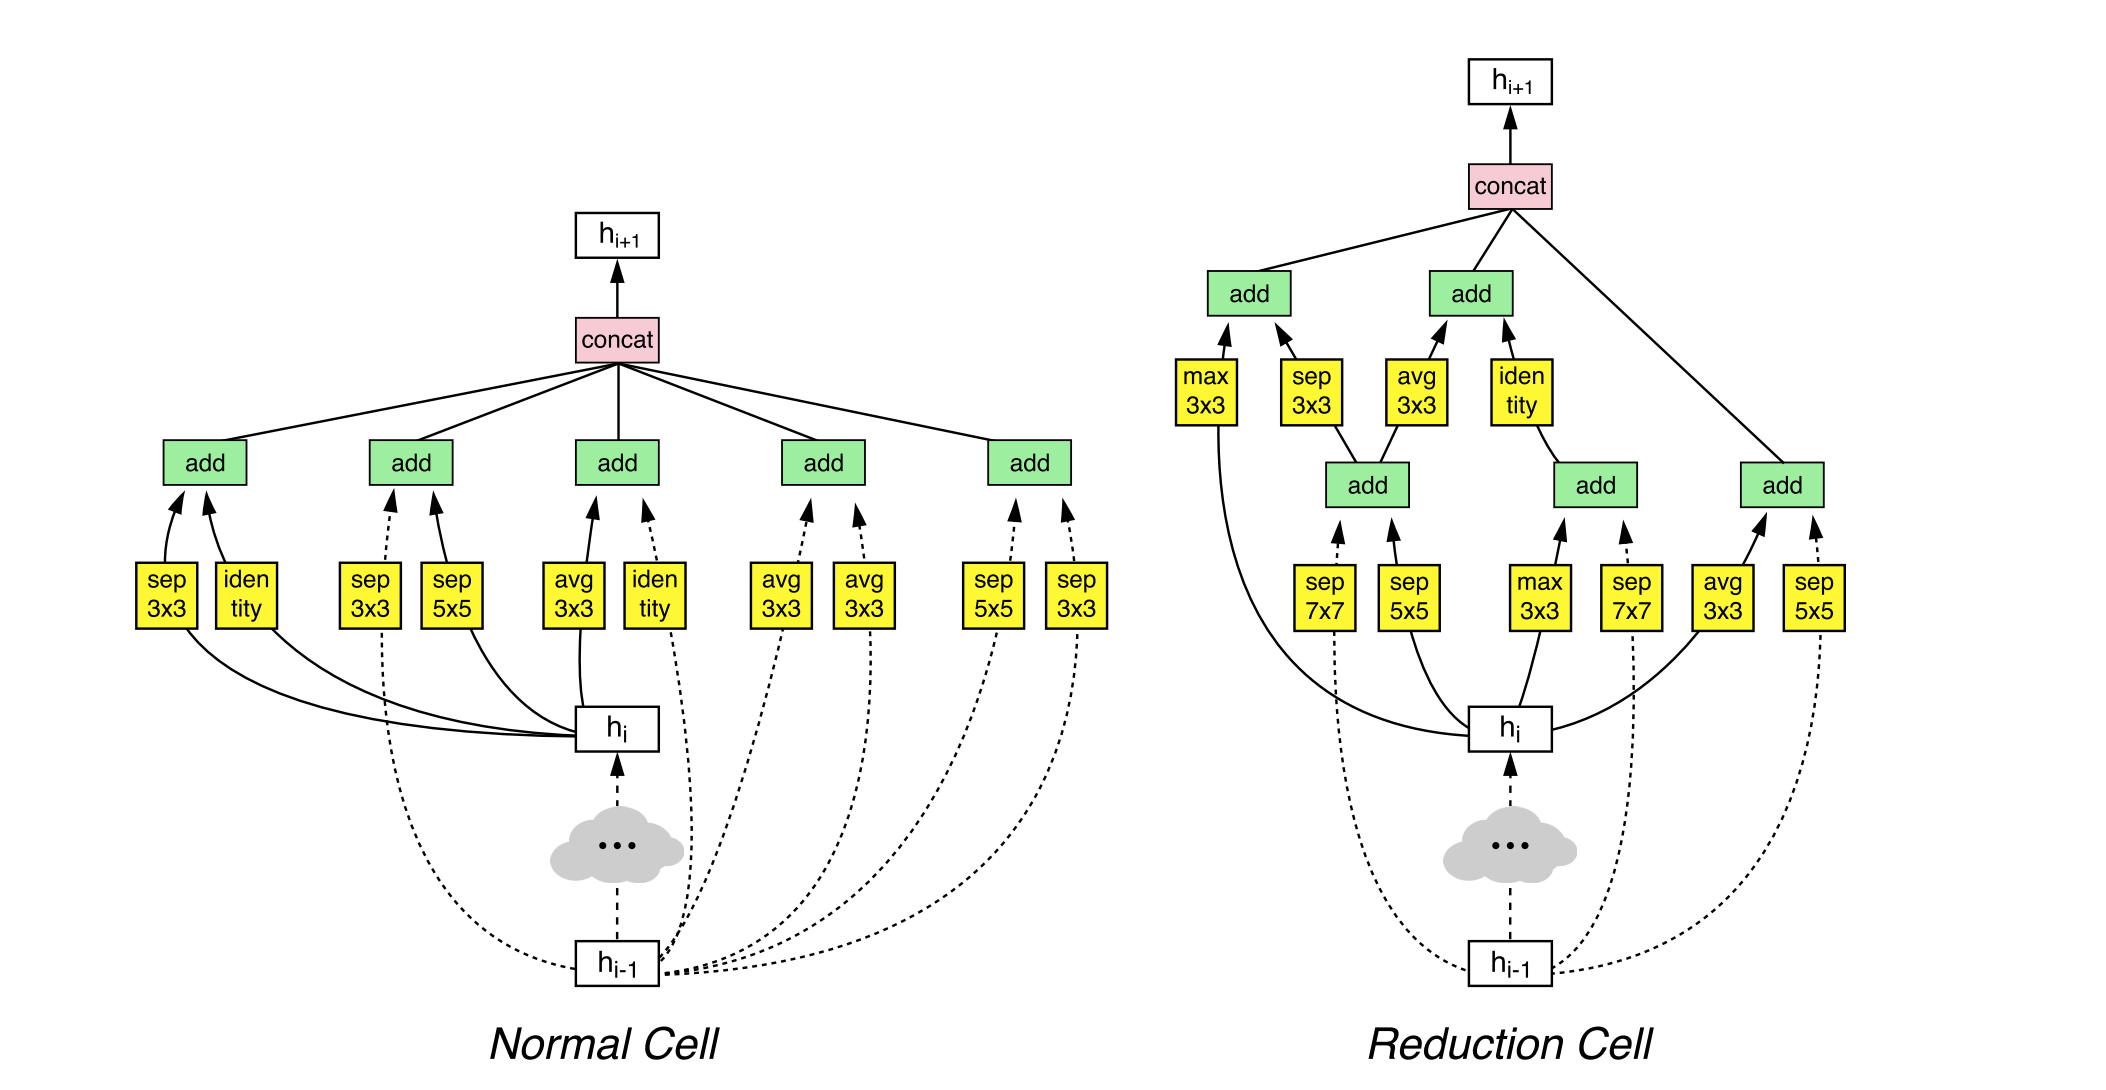 h_{i+1}
concat
add
add
add
add
add
sep
3x3
iden
tity
sep
3x3
sep
5x5
avg
3x3
iden
tity
avg
3x3
avg
3x3
sep
5x5
sep
3x3
h_i
...
h_{i-1}
Normal Cell
h_{i+1}
concat
add
add
max
3x3
sep
3x3
avg
3x3
iden
tity
add
add
add
sep
7x7
sep
5x5
max
3x3
sep
7x7
avg
3x3
sep
5x5
h_i
...
h_{i-1}
Reduction Cell